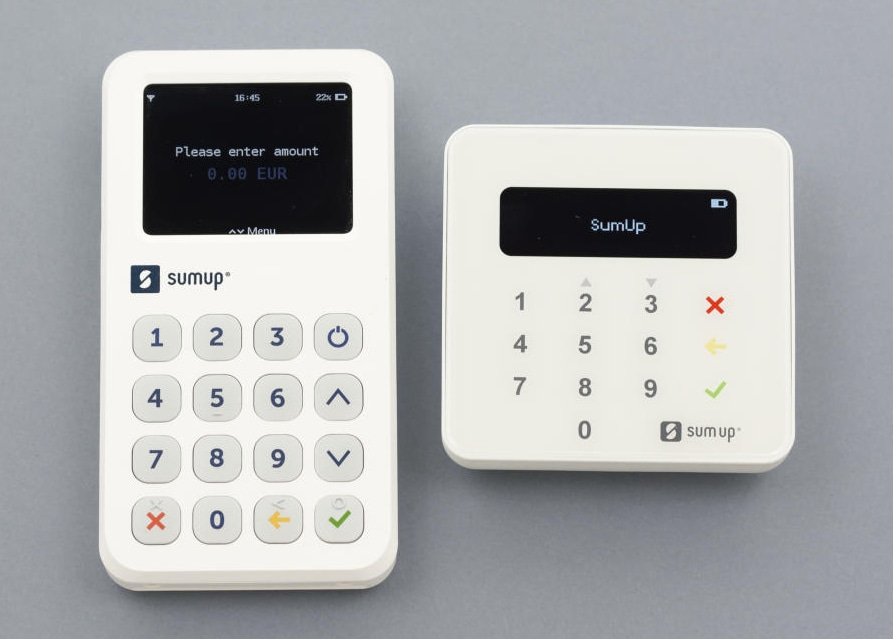 16:45 22%
Please enter amount
0.00 EUR
Menu
sumup®
1 2 3
4 5 6
7 8 9
0
SumUp
1 2 3
4 5 6
7 8 9
0
sumup®